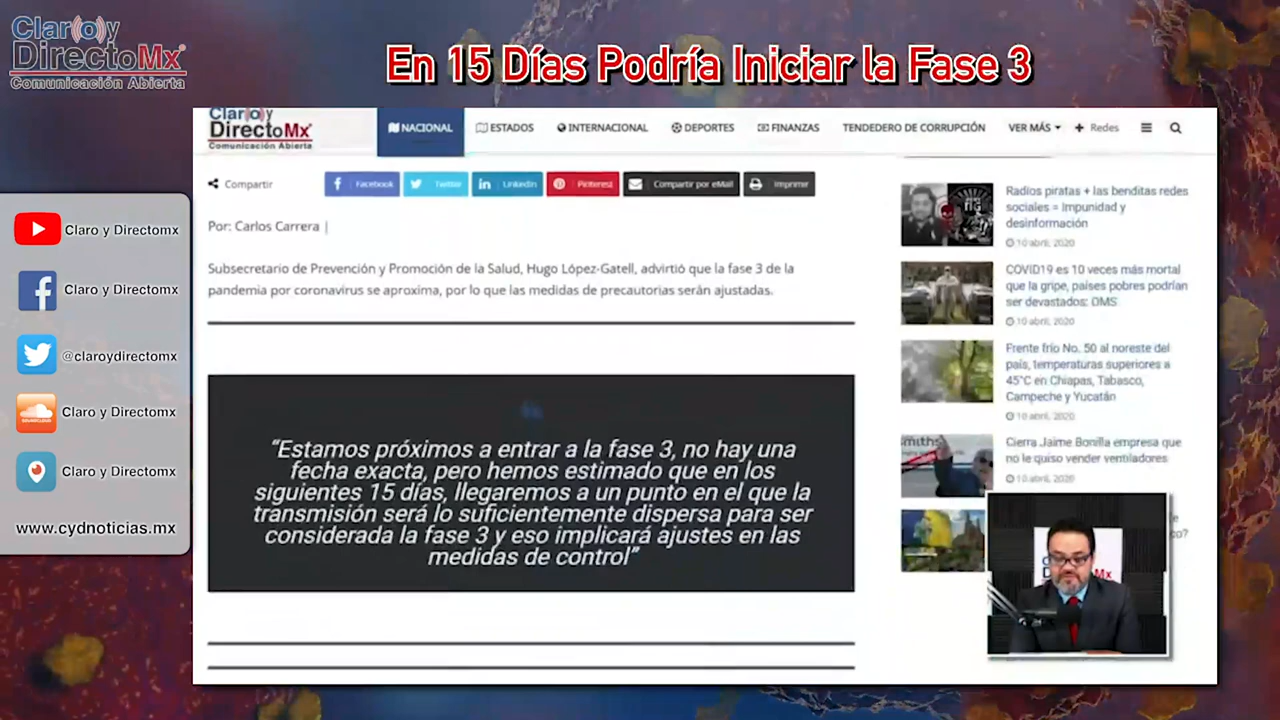 Claro y
DirectoMx
Comunicación Abierta
En 15 Días Podría Iniciar la Fase 3
Claro y
DirectoMx
Comunicación Abierta
NACIONAL
ESTADOS
INTERNACIONAL
DEPORTES
FINANZAS
TENDEDERO DE CORRUPCIÓN
VER MÁS
Redes
Compartir
Facebook
Twitter
LinkedIn
Pinterest
Compartir por eMail
Imprimir
Por: Carlos Carrera |
Subsecretario de Prevención y Promoción de la Salud, Hugo López-Gatell, advirtió que la fase 3 de la
pandemia por coronavirus se aproxima, por lo que las medidas de precautorias serán ajustadas.
“Estamos próximos a entrar a la fase 3, no hay una
fecha exacta, pero hemos estimado que en los
siguientes 15 días, llegaremos a un punto en el que la
transmisión será lo suficientemente dispersa para ser
considerada la fase 3 y eso implicará ajustes en las
medidas de control”
Radios piratas + las benditas redes
sociales = Impunidad y
desinformación
10 abril, 2020
COVID19 es 10 veces más mortal
que la gripe, países pobres podrían
ser devastados: OMS
10 abril, 2020
Frente frío No. 50 al noreste del
país, temperaturas superiores a
45°C en Chiapas, Tabasco,
Campeche y Yucatán
10 abril, 2020
Cierra Jaime Bonilla empresa que
no le quiso vender ventiladores
10 abril, 2020
smiths
Claro y Directomx
Claro y Directomx
@claroydirectomx
Claro y Directomx
Claro y Directomx
www.cydnoticias.mx